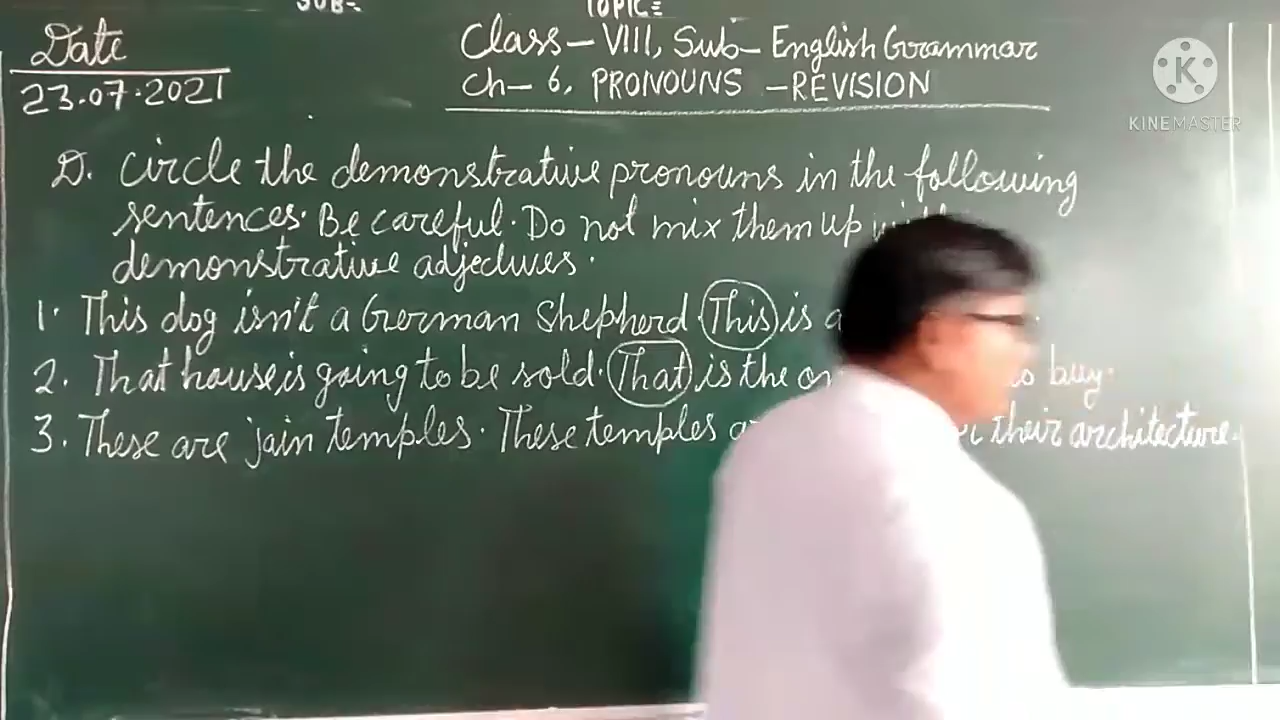 SUB-
TOPIC=
Date
23.07.2021
Class-VIII, Sub- English Grammar
Ch-6, PRONOUNS -REVISION
KINEMASTER
D. Circle the demonstrative pronouns in the following
sentences. Be careful. Do not mix them up
demonstrative adjectives.
1. This dog isn't a German Shepherd. This is a
2. That house is going to be sold. That is the buy.
3. These are jain temples. These temples their architecture.